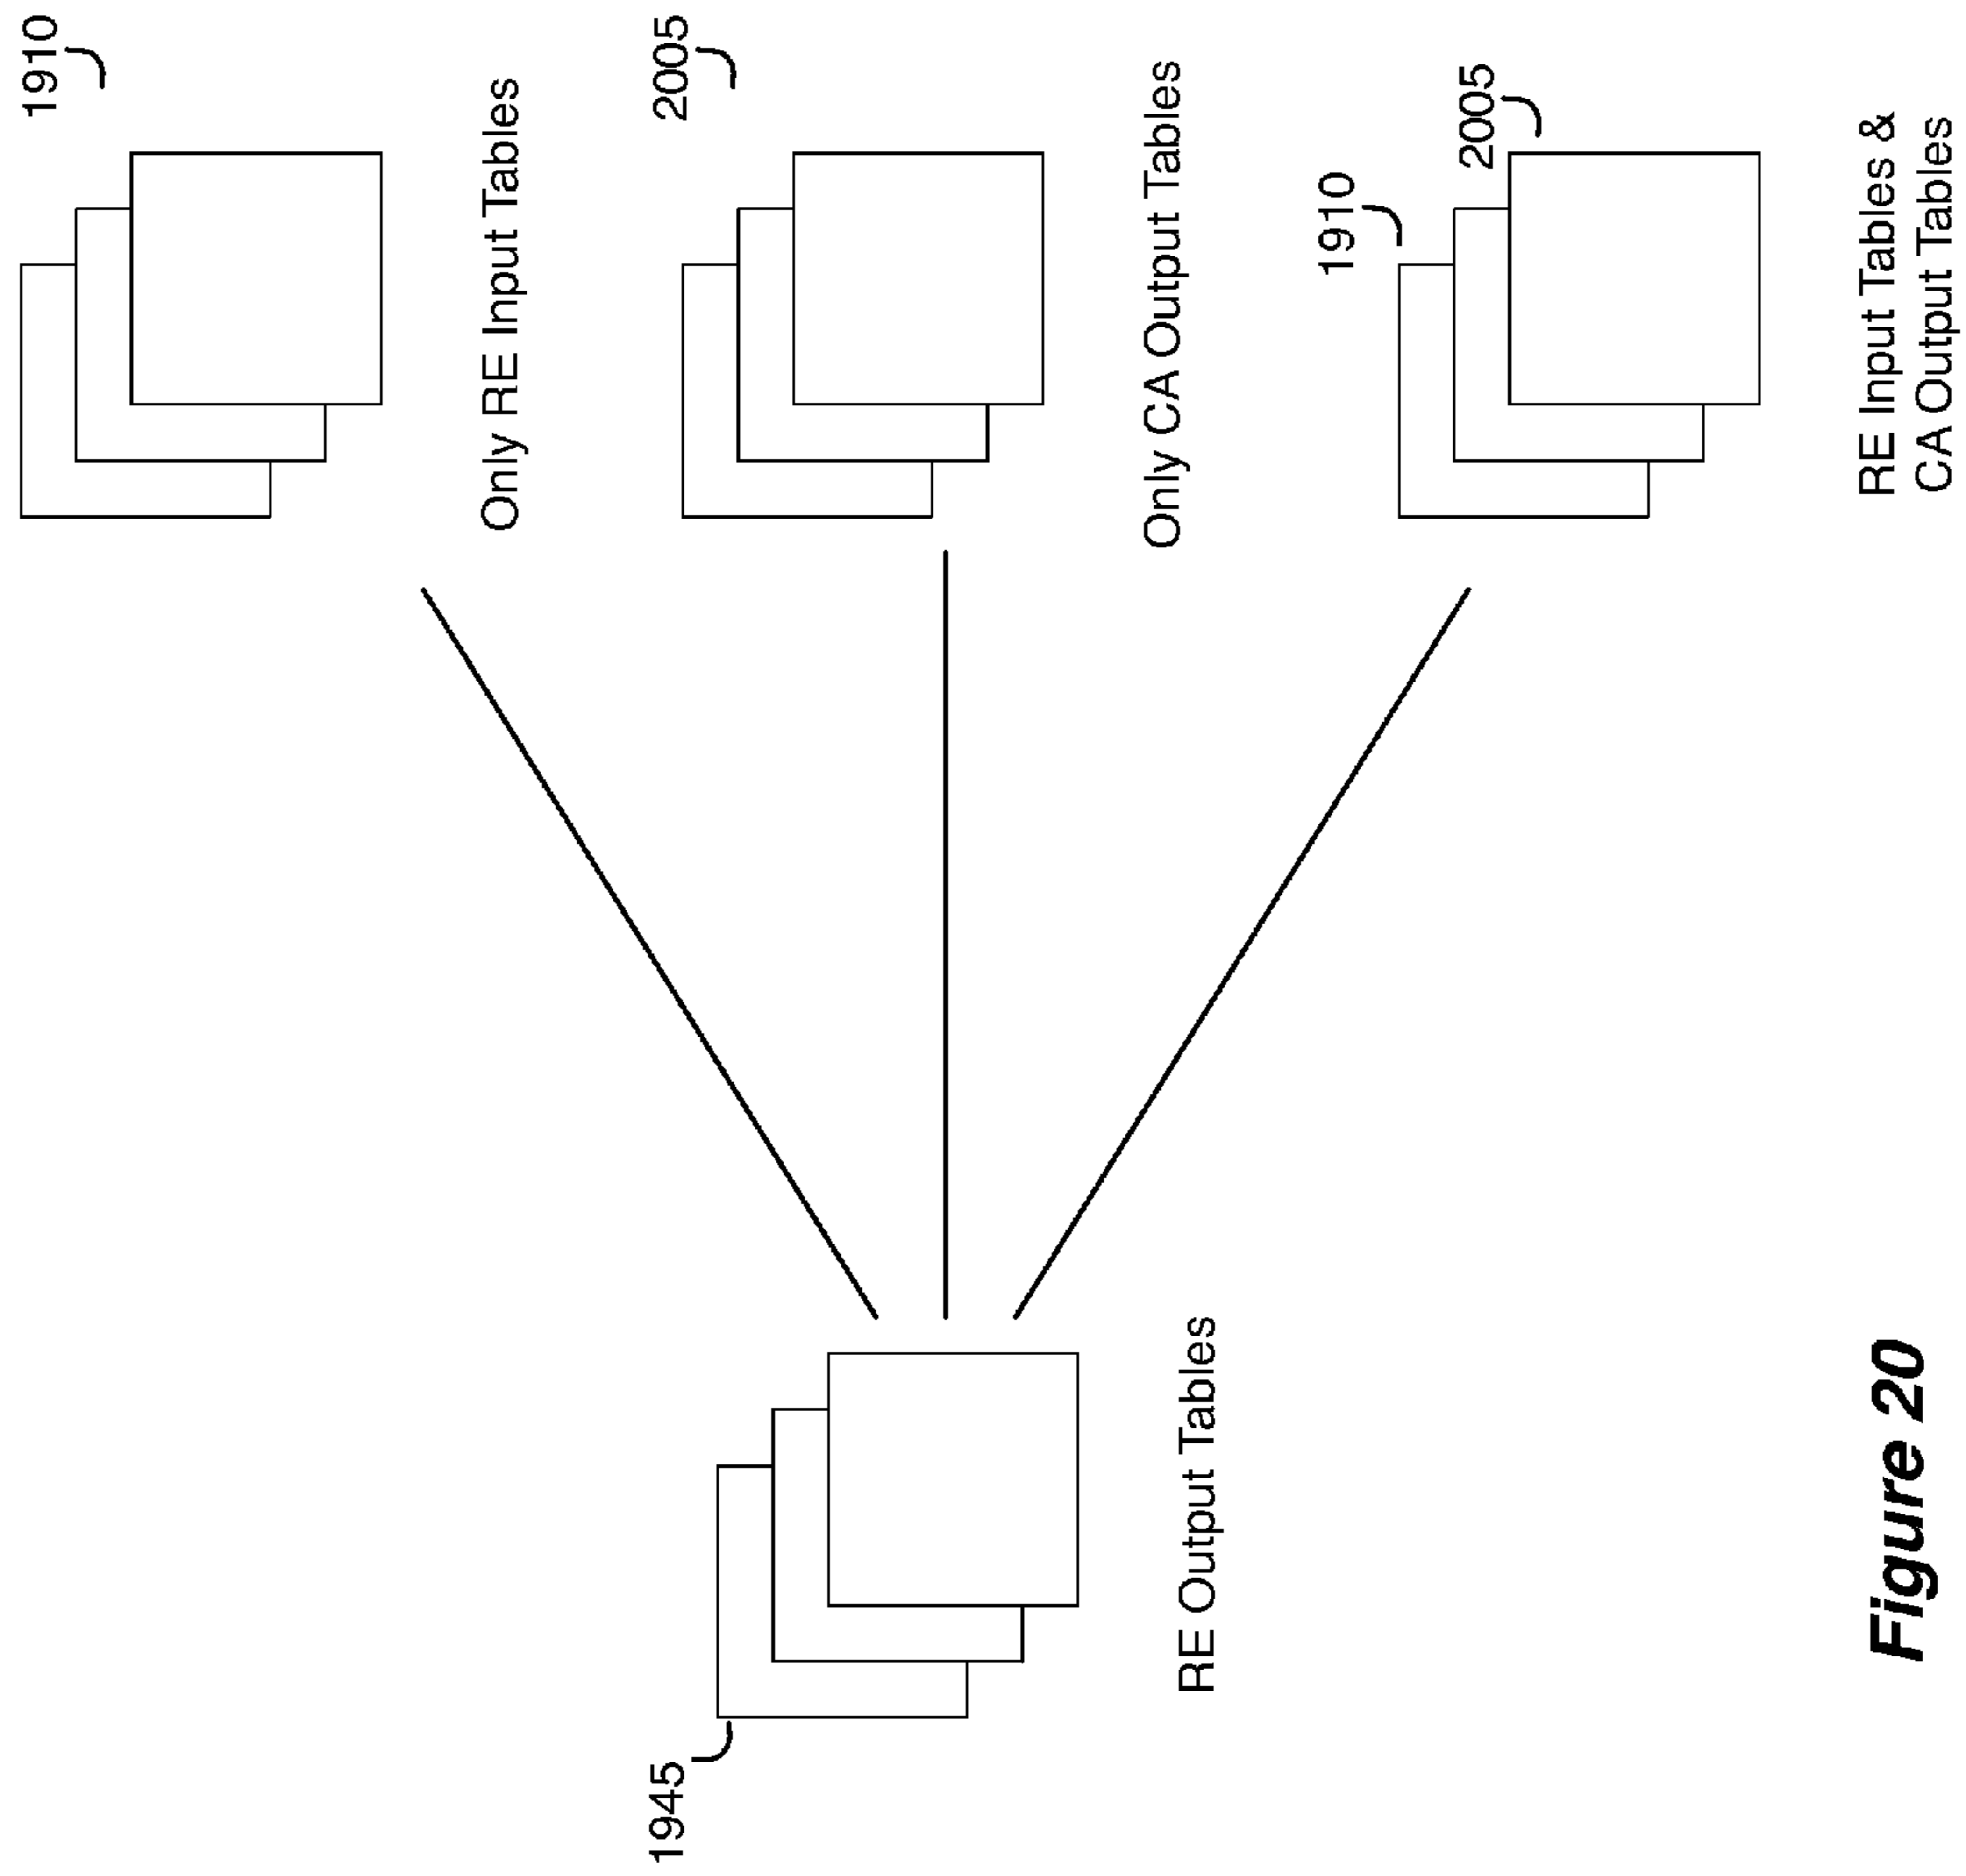 1910
Only RE Input Tables
1945
RE Output Tables
2005
Only CA Output Tables
1910
2005
RE Input Tables &
CA Output Tables
Figure 20